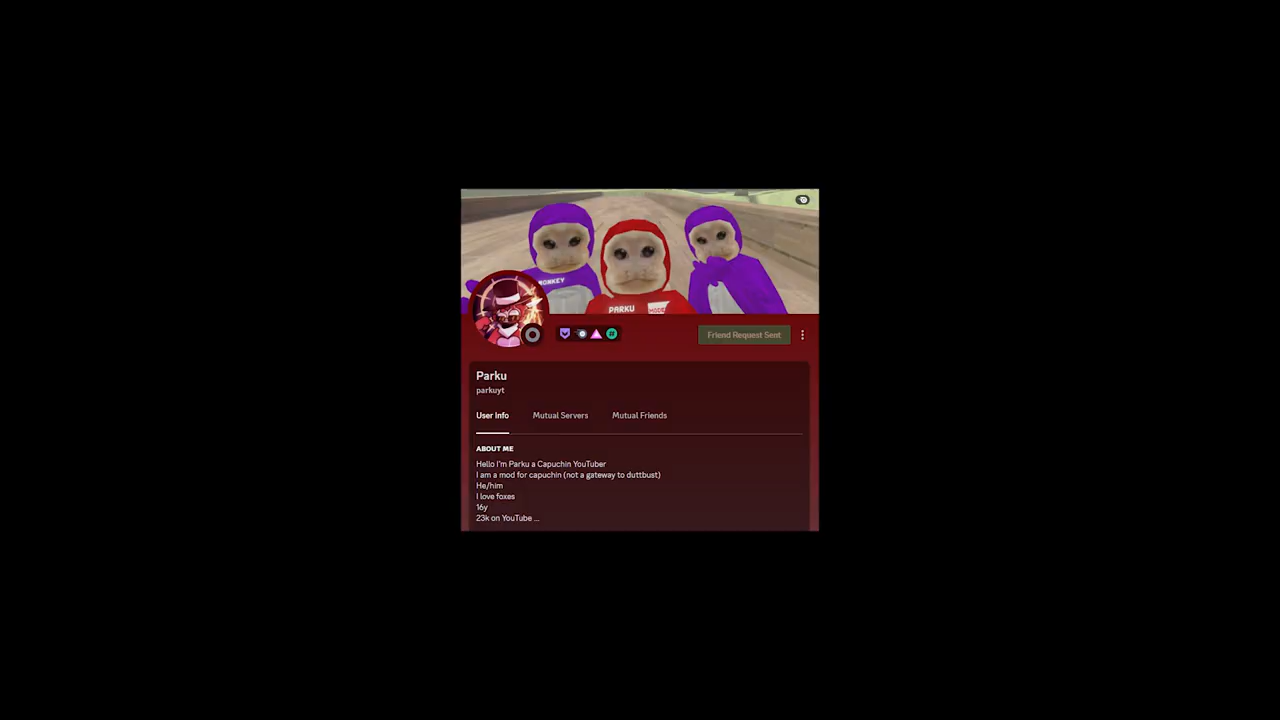 MONKEY
PARKU
Friend Request Sent
Parku
parkuyt
User Info Mutual Servers Mutual Friends
ABOUT ME
Hello I'm Parku a Capuchin YouTuber
I am a mod for capuchin (not a gateway to duttbust)
He/him
I love foxes
16y
23k on YouTube ...